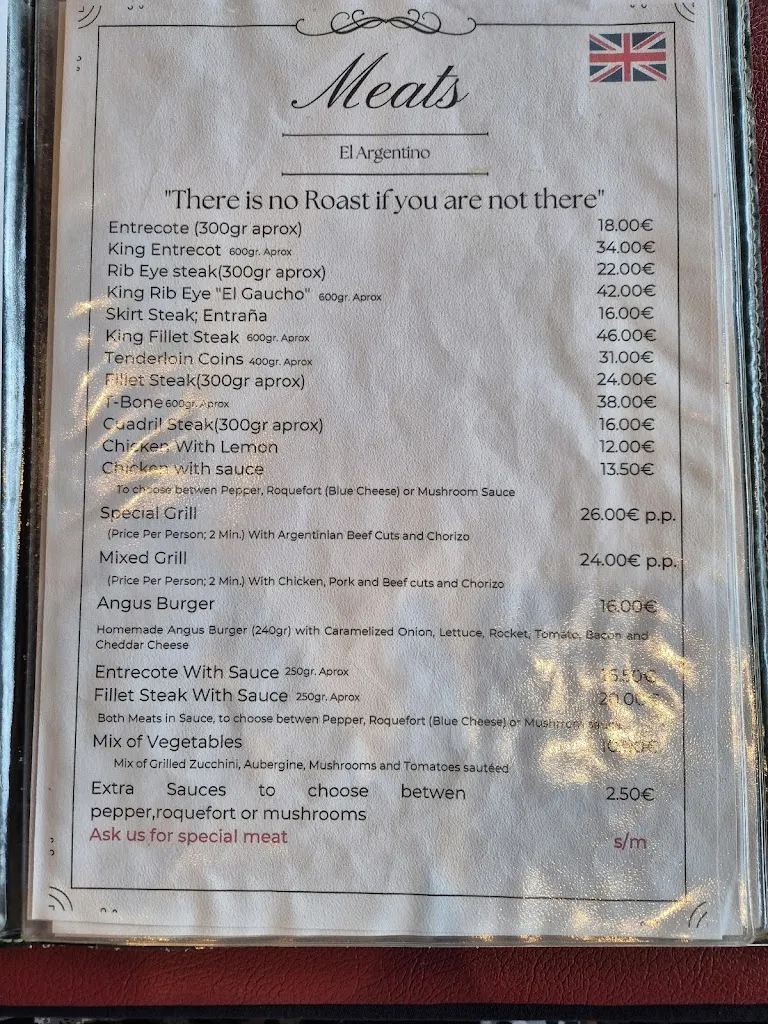 Meats
El Argentino
"There is no Roast if you are not there"
Entrecote (300gr aprox) 18.00€
King Entrecot 600gr. Aprox 34.00€
Rib Eye steak(300gr aprox) 22.00€
King Rib Eye "El Gaucho" 600gr. Aprox 42.00€
Skirt Steak; Entraña 16.00€
King Fillet Steak 600gr. Aprox 46.00€
Tenderloin Coins 400gr. Aprox 31.00€
Fillet Steak(300gr aprox) 24.00€
T-Bone 600gr. Aprox 38.00€
Cuadril Steak(300gr aprox) 16.00€
Chicken With Lemon 12.00€
Chicken with sauce 13.50€
To choose betwen Pepper, Roquefort (Blue Cheese) or Mushroom Sauce
Special Grill 26.00€ p.p.
(Price Per Person; 2 Min.) With Argentinian Beef Cuts and Chorizo
Mixed Grill 24.00€ p.p.
(Price Per Person; 2 Min.) With Chicken, Pork and Beef cuts and Chorizo
Angus Burger 16.00€
Homemade Angus Burger (240gr) with Caramelized Onion, Lettuce, Rocket, Tomato, Bacon and
Cheddar Cheese
Entrecote With Sauce 250gr. Aprox
Fillet Steak With Sauce 250gr. Aprox 20.00€
Both Meats in Sauce, to choose betwen Pepper, Roquefort (Blue Cheese) or Mushrrom sauce
Mix of Vegetables
Mix of Grilled Zucchini, Aubergine, Mushrooms and Tomatoes sautéed
Extra Sauces to choose betwen 2.50€
pepper,roquefort or mushrooms
Ask us for special meat s/m